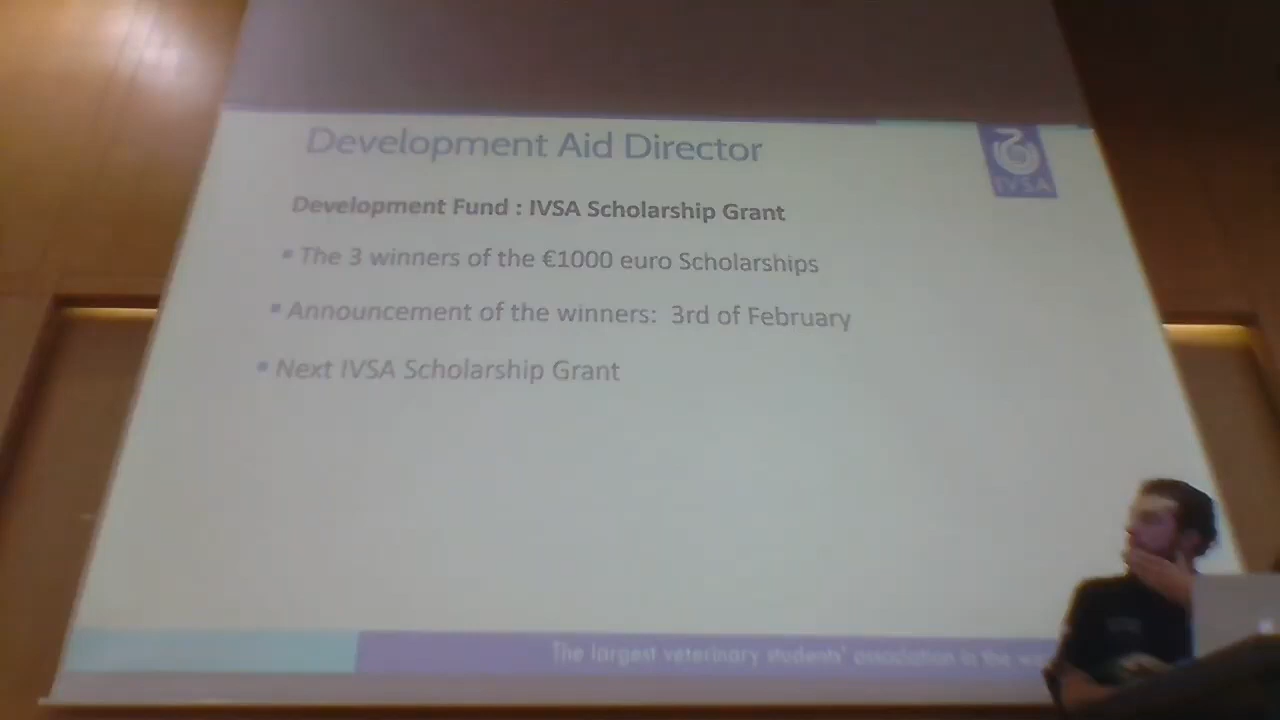 Development Aid Director
IVSA
Development Fund : IVSA Scholarship Grant
▪ The 3 winners of the €1000 euro Scholarships
▪ Announcement of the winners: 3rd of February
▪ Next IVSA Scholarship Grant
The largest veterinary students' association in the